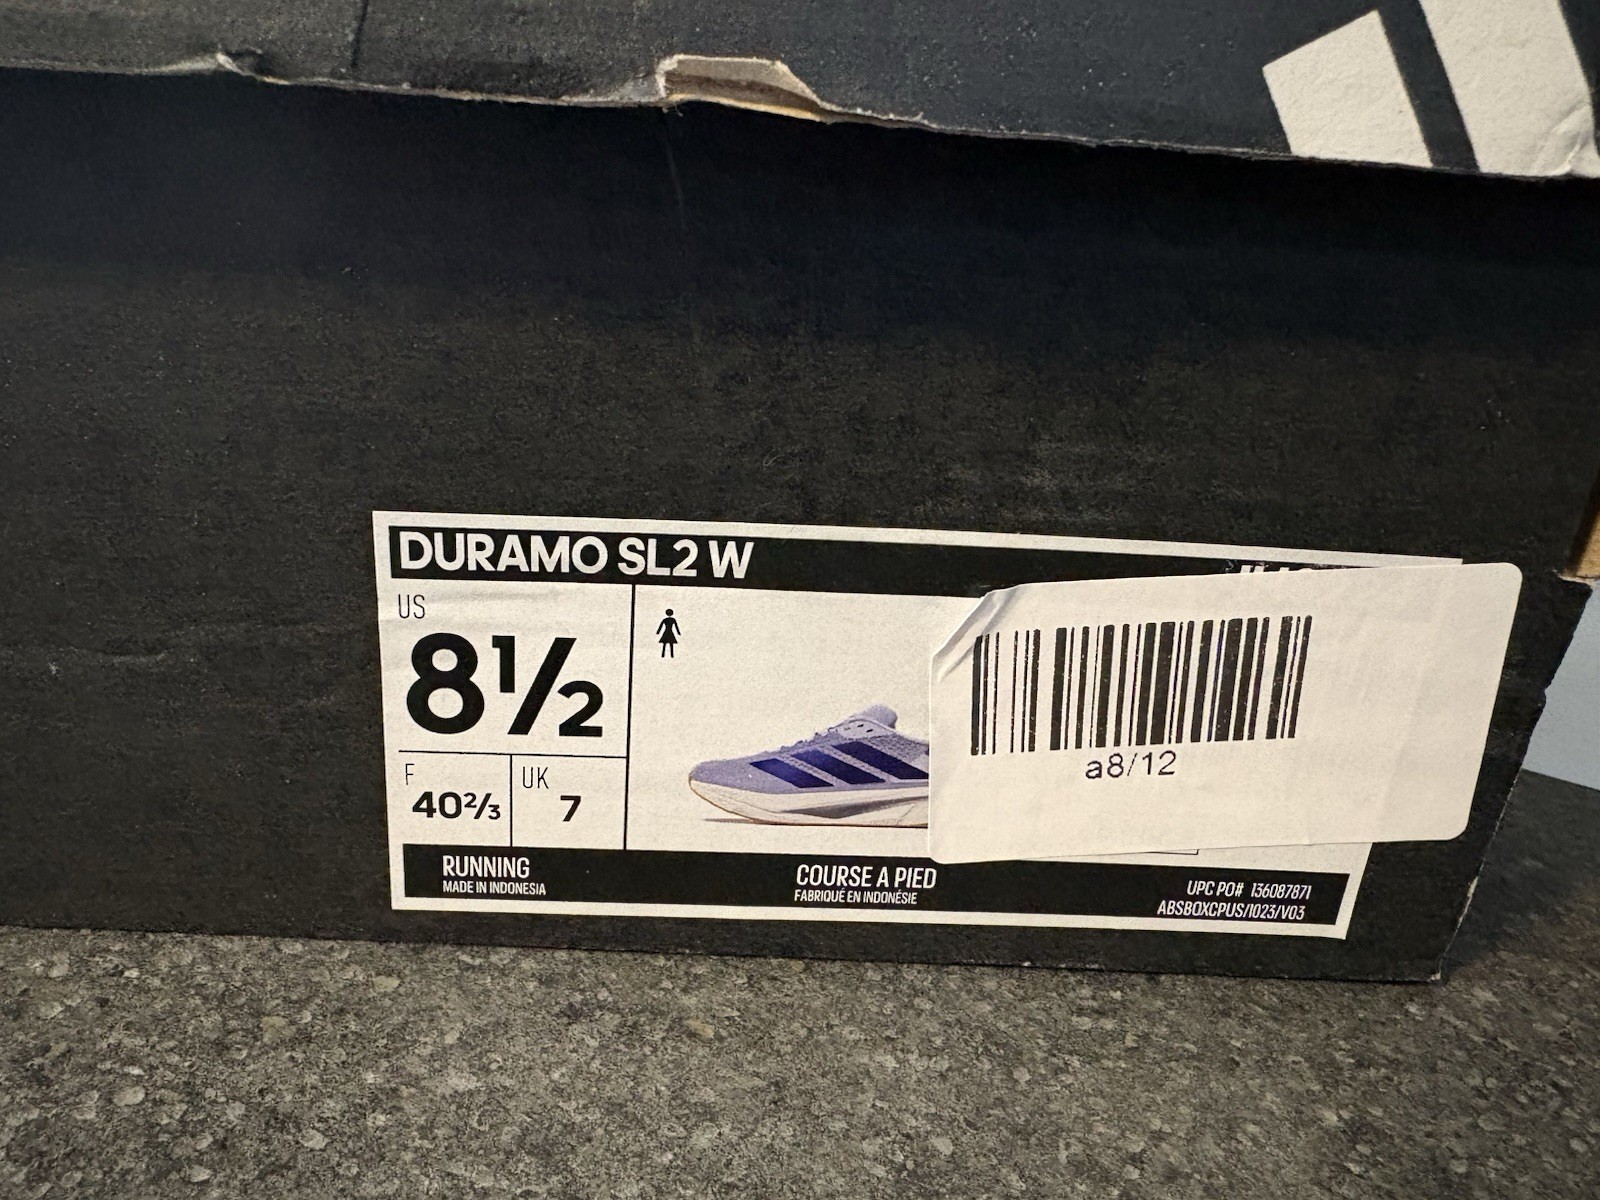 DURAMO SL2 W
US
8½
F
40⅔
UK
7
a8/12
RUNNING
MADE IN INDONESIA
COURSE A PIED
FABRIQUÉ EN INDONÉSIE
UPC PO# 136087871
ABSBOXCPUS/1023/V03